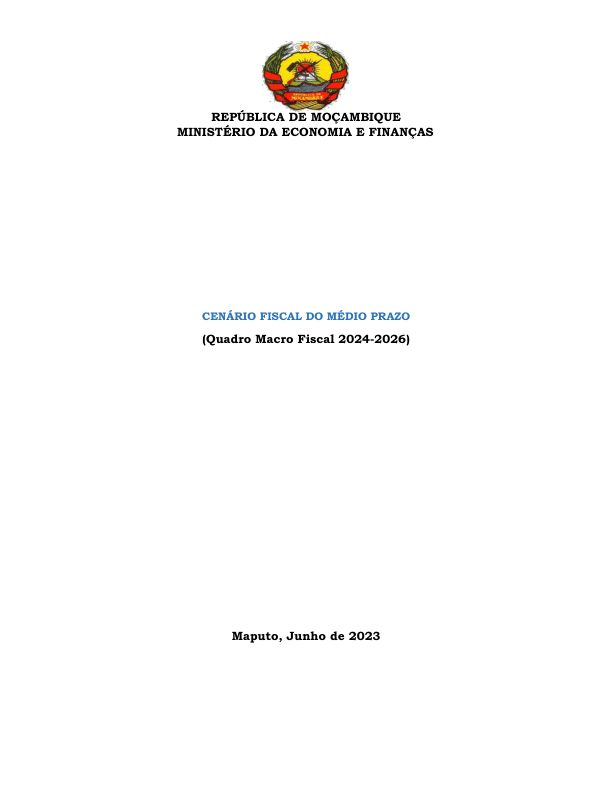 REPÚBLICA DE MOÇAMBIQUE
MINISTÉRIO DA ECONOMIA E FINANÇAS
CENÁRIO FISCAL DO MÉDIO PRAZO
(Quadro Macro Fiscal 2024-2026)
Maputo, Junho de 2023